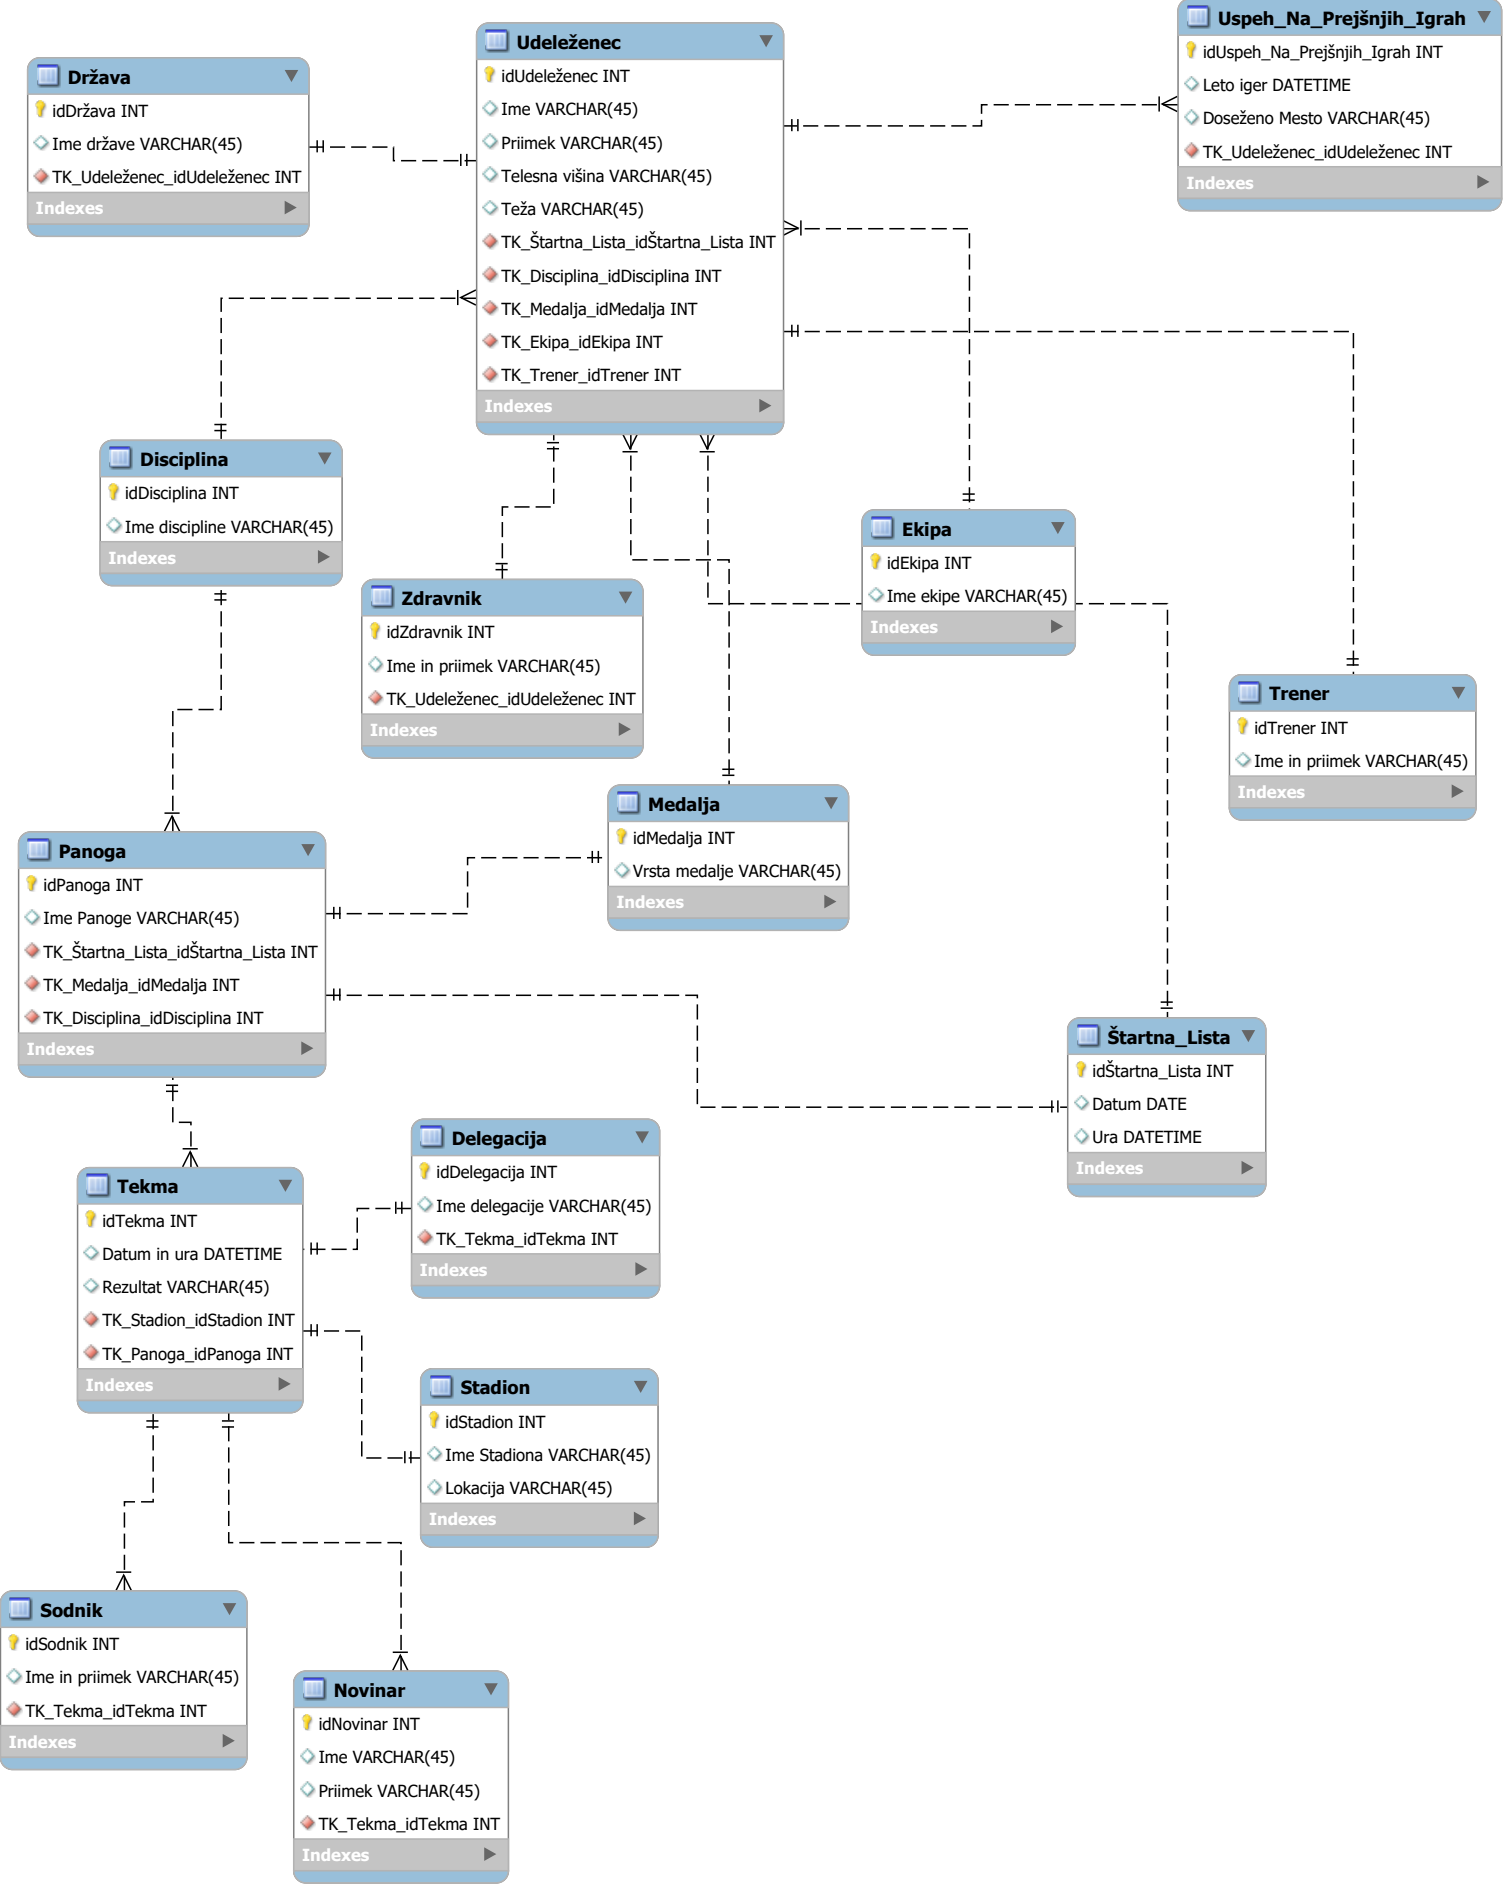 Država
idDržava INT
Ime države VARCHAR(45)
TK_Udeleženec_idUdeleženec INT
Indexes
Udeleženec
idUdeleženec INT
Ime VARCHAR(45)
Priimek VARCHAR(45)
Telesna višina VARCHAR(45)
Teža VARCHAR(45)
TK_Štartna_Lista_idŠtartna_Lista INT
TK_Disciplina_idDisciplina INT
TK_Medalja_idMedalja INT
TK_Ekipa_idEkipa INT
TK_Trener_idTrener INT
Indexes
Uspeh_Na_Prejšnjih_Igrah
idUspeh_Na_Prejšnjih_Igrah INT
Leto iger DATETIME
Doseženo Mesto VARCHAR(45)
TK_Udeleženec_idUdeleženec INT
Indexes
Disciplina
idDisciplina INT
Ime discipline VARCHAR(45)
Indexes
Zdravnik
idZdravnik INT
Ime in priimek VARCHAR(45)
TK_Udeleženec_idUdeleženec INT
Indexes
Ekipa
idEkipa INT
Ime ekipe VARCHAR(45)
Indexes
Trener
idTrener INT
Ime in priimek VARCHAR(45)
Indexes
Medalja
idMedalja INT
Vrsta medalje VARCHAR(45)
Indexes
Panoga
idPanoga INT
Ime Panoge VARCHAR(45)
TK_Štartna_Lista_idŠtartna_Lista INT
TK_Medalja_idMedalja INT
TK_Disciplina_idDisciplina INT
Indexes
Štartna_Lista
idŠtartna_Lista INT
Datum DATE
Ura DATETIME
Indexes
Delegacija
idDelegacija INT
Ime delegacije VARCHAR(45)
TK_Tekma_idTekma INT
Indexes
Tekma
idTekma INT
Datum in ura DATETIME
Rezultat VARCHAR(45)
TK_Stadion_idStadion INT
TK_Panoga_idPanoga INT
Indexes
Stadion
idStadion INT
Ime Stadiona VARCHAR(45)
Lokacija VARCHAR(45)
Indexes
Sodnik
idSodnik INT
Ime in priimek VARCHAR(45)
TK_Tekma_idTekma INT
Indexes
Novinar
idNovinar INT
Ime VARCHAR(45)
Priimek VARCHAR(45)
TK_Tekma_idTekma INT
Indexes